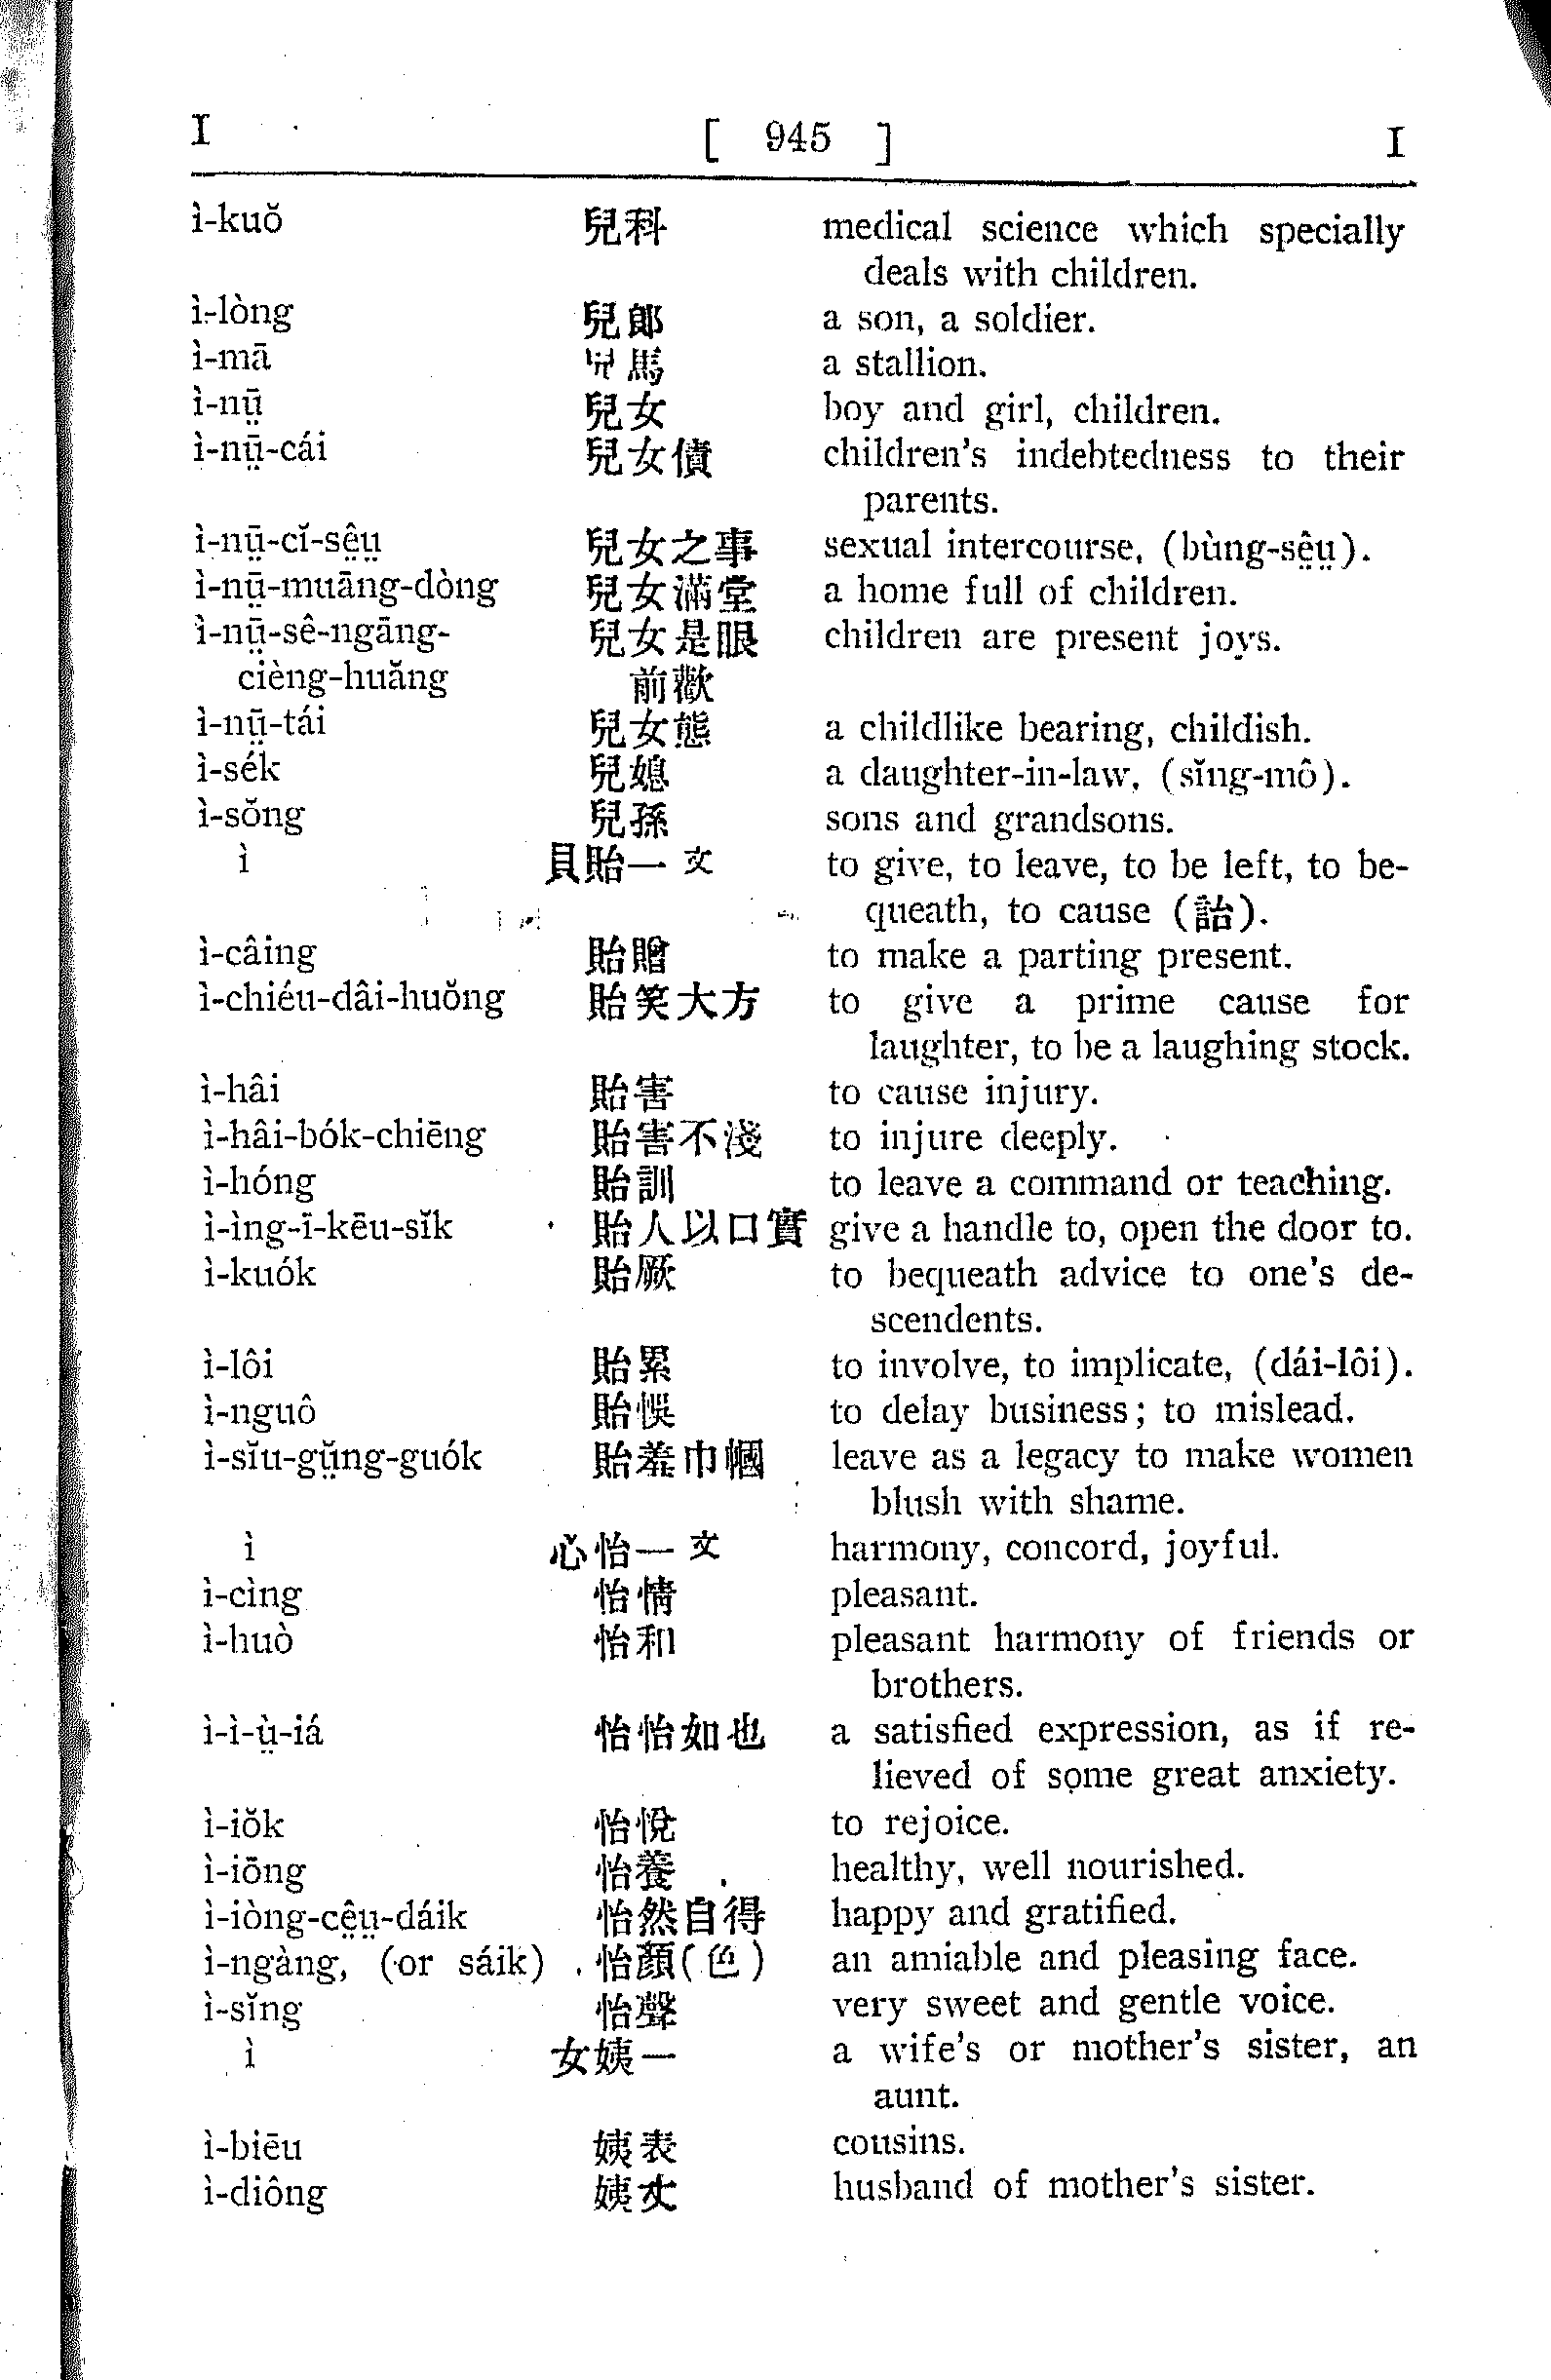 I [ 945 ] I
ì-kuŏ 兒科 medical science which specially
deals with children.
ì-lòng 兒郎 a son, a soldier.
ì-mā 兒馬 a stallion.
ì-nṳ̄ 兒女 boy and girl, children.
ì-nṳ̄-cái 兒女債 children's indebtedness to their
parents.
ì-nṳ̄-cĭ-sê̤ṳ 兒女之事 sexual intercourse, (bùng-sê̤ṳ).
ì-nṳ̄-muāng-dòng 兒女滿堂 a home full of children.
ì-nṳ̄-sê-ngāng- 兒女是眼 children are present joys.
cièng-huăng 前歡
ì-nṳ̄-tái 兒女態 a childlike bearing, childish.
ì-sék 兒媳 a daughter-in-law, (sĭng-mô).
ì-sŏng 兒孫 sons and grandsons.
ì 貝貽一文 to give, to leave, to be left, to be-
queath, to cause (詒).
ì-câing 貽贈 to make a parting present.
ì-chiéu-dâi-huŏng 貽笑大方 to give a prime cause for
laughter, to be a laughing stock.
ì-hâi 貽害 to cause injury.
ì-hâi-bók-chiēng 貽害不淺 to injure deeply.
ì-hóng 貽訓 to leave a command or teaching.
ì-ìng-ī-kēu-sĭk 貽人以口實 give a handle to, open the door to.
ì-kuók 貽厥 to bequeath advice to one's de-
scendents.
ì-lôi 貽累 to involve, to implicate, (dái-lôi).
ì-nguô 貽悞 to delay business; to mislead.
ì-sĭu-gṳ̆ng-guók 貽羞巾幗 leave as a legacy to make women
blush with shame.
ì 心怡一文 harmony, concord, joyful.
ì-cìng 怡情 pleasant.
ì-huò 怡和 pleasant harmony of friends or
brothers.
ì-ì-ṳ̀-iá 怡怡如也 a satisfied expression, as if re-
lieved of some great anxiety.
ì-iŏk 怡悅 to rejoice.
ì-iōng 怡養 healthy, well nourished.
ì-iòng-cê̤ṳ-dáik 怡然自得 happy and gratified.
ì-ngàng, (or sáik) 怡顏(色) an amiable and pleasing face.
ì-sĭng 怡聲 very sweet and gentle voice.
ì 女姨一 a wife's or mother's sister, an
aunt.
ì-biēu 姨表 cousins.
ì-diông 姨丈 husband of mother's sister.